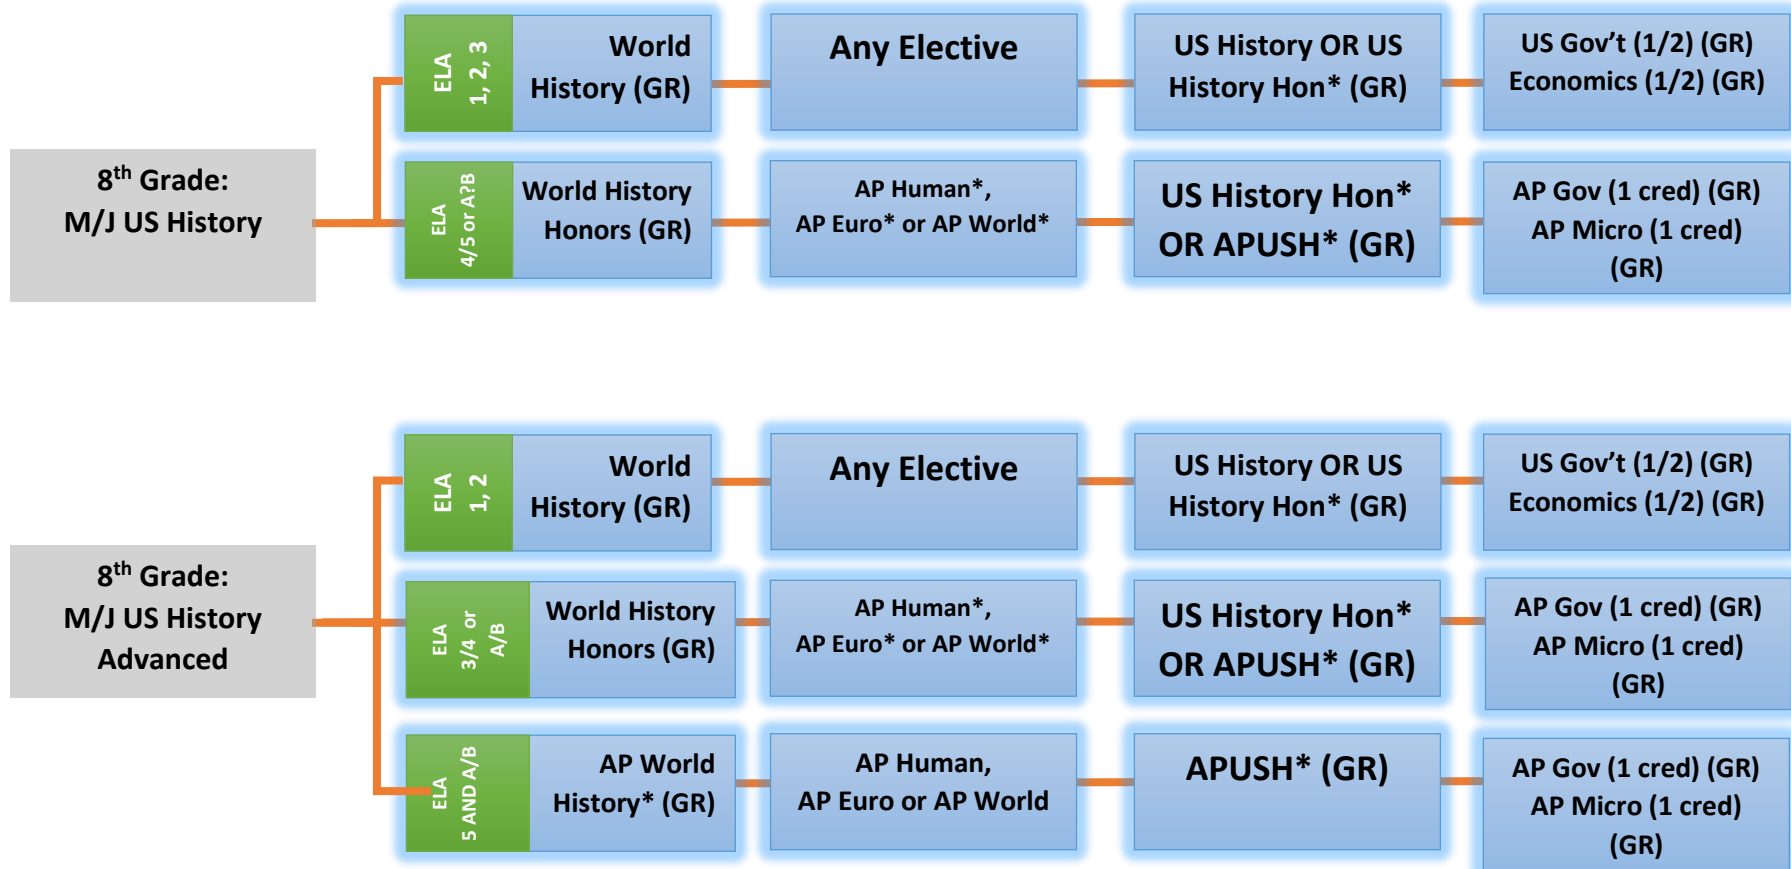 8th Grade:
M/J US History
ELA
1, 2, 3
World
History (GR)
Any Elective
US History OR US
History Hon* (GR)
US Gov’t (1/2) (GR)
Economics (1/2) (GR)
ELA
4/5 or A?B
World History
Honors (GR)
AP Human*,
AP Euro* or AP World*
US History Hon*
OR APUSH* (GR)
AP Gov (1 cred) (GR)
AP Micro (1 cred)
(GR)
8th Grade:
M/J US History
Advanced
ELA
1, 2
World
History (GR)
Any Elective
US History OR US
History Hon* (GR)
US Gov’t (1/2) (GR)
Economics (1/2) (GR)
ELA
3/4 or
A/B
World History
Honors (GR)
AP Human*,
AP Euro* or AP World*
US History Hon*
OR APUSH* (GR)
AP Gov (1 cred) (GR)
AP Micro (1 cred)
(GR)
ELA
5 AND A/B
AP World
History* (GR)
AP Human,
AP Euro or AP World
APUSH* (GR)
AP Gov (1 cred) (GR)
AP Micro (1 cred)
(GR)